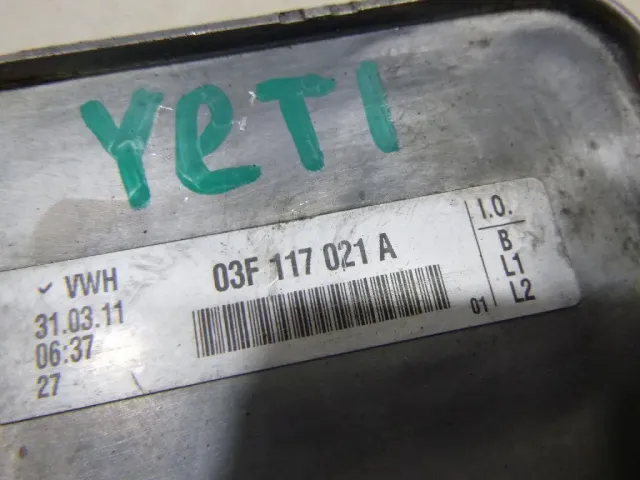 YeTI
✓ VWH
31.03.11
06:37
27
03F 117 021 A
01
I.O.
B
L1
L2